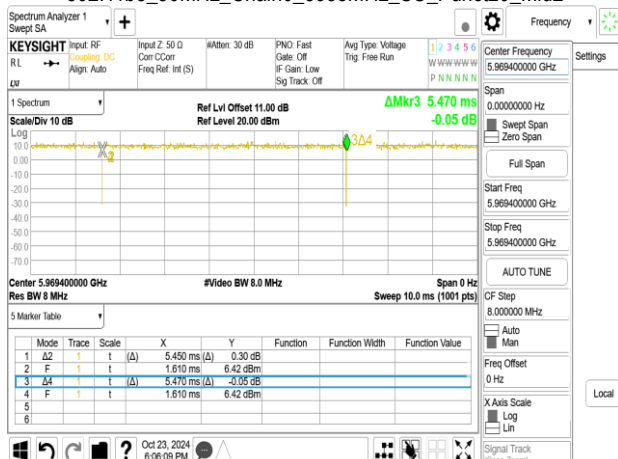 Spectrum Analyzer 1
Swept SA
+
Frequency
KEYSIGHT
RL
Input: RF
Coupling: DC
Align: Auto
Input Z: 50 Ω
Corr CCorr
Freq Ref: Int (S)
#Atten: 30 dB
PNO: Fast
Gate: Off
IF Gain: Low
Sig Track: Off
Avg Type: Voltage
Trig: Free Run
1 2 3 4 5 6
W W W W W W
P N N N N N
LXI
Center Frequency
5.969400000 GHz
Settings
1 Spectrum
Scale/Div 10 dB
Ref Lvl Offset 11.00 dB
Ref Level 20.00 dBm
ΔMkr3 5.470 ms
-0.05 dB
Log
10.0
0.00
-10.0
-20.0
-30.0
-40.0
-50.0
-60.0
-70.0
2
3Δ4
Center 5.969400000 GHz
Res BW 8 MHz
#Video BW 8.0 MHz
Span 0 Hz
Sweep 10.0 ms (1001 pts)
Span
0.00000000 Hz
Swept Span
Zero Span
Full Span
Start Freq
5.969400000 GHz
Stop Freq
5.969400000 GHz
AUTO TUNE
CF Step
8.000000 MHz
Auto
Man
Freq Offset
0 Hz
X Axis Scale
Log
Lin
Signal Track
Local
5 Marker Table
Mode Trace Scale X Y Function Function Width Function Value
1 Δ2 1 t (Δ) 5.450 ms (Δ) 0.30 dB
2 F 1 t 1.610 ms 6.42 dBm
3 Δ4 1 t (Δ) 5.470 ms (Δ) -0.05 dB
4 F 1 t 1.610 ms 6.42 dBm
5
6
?
Oct 23, 2024
6:06:09 PM